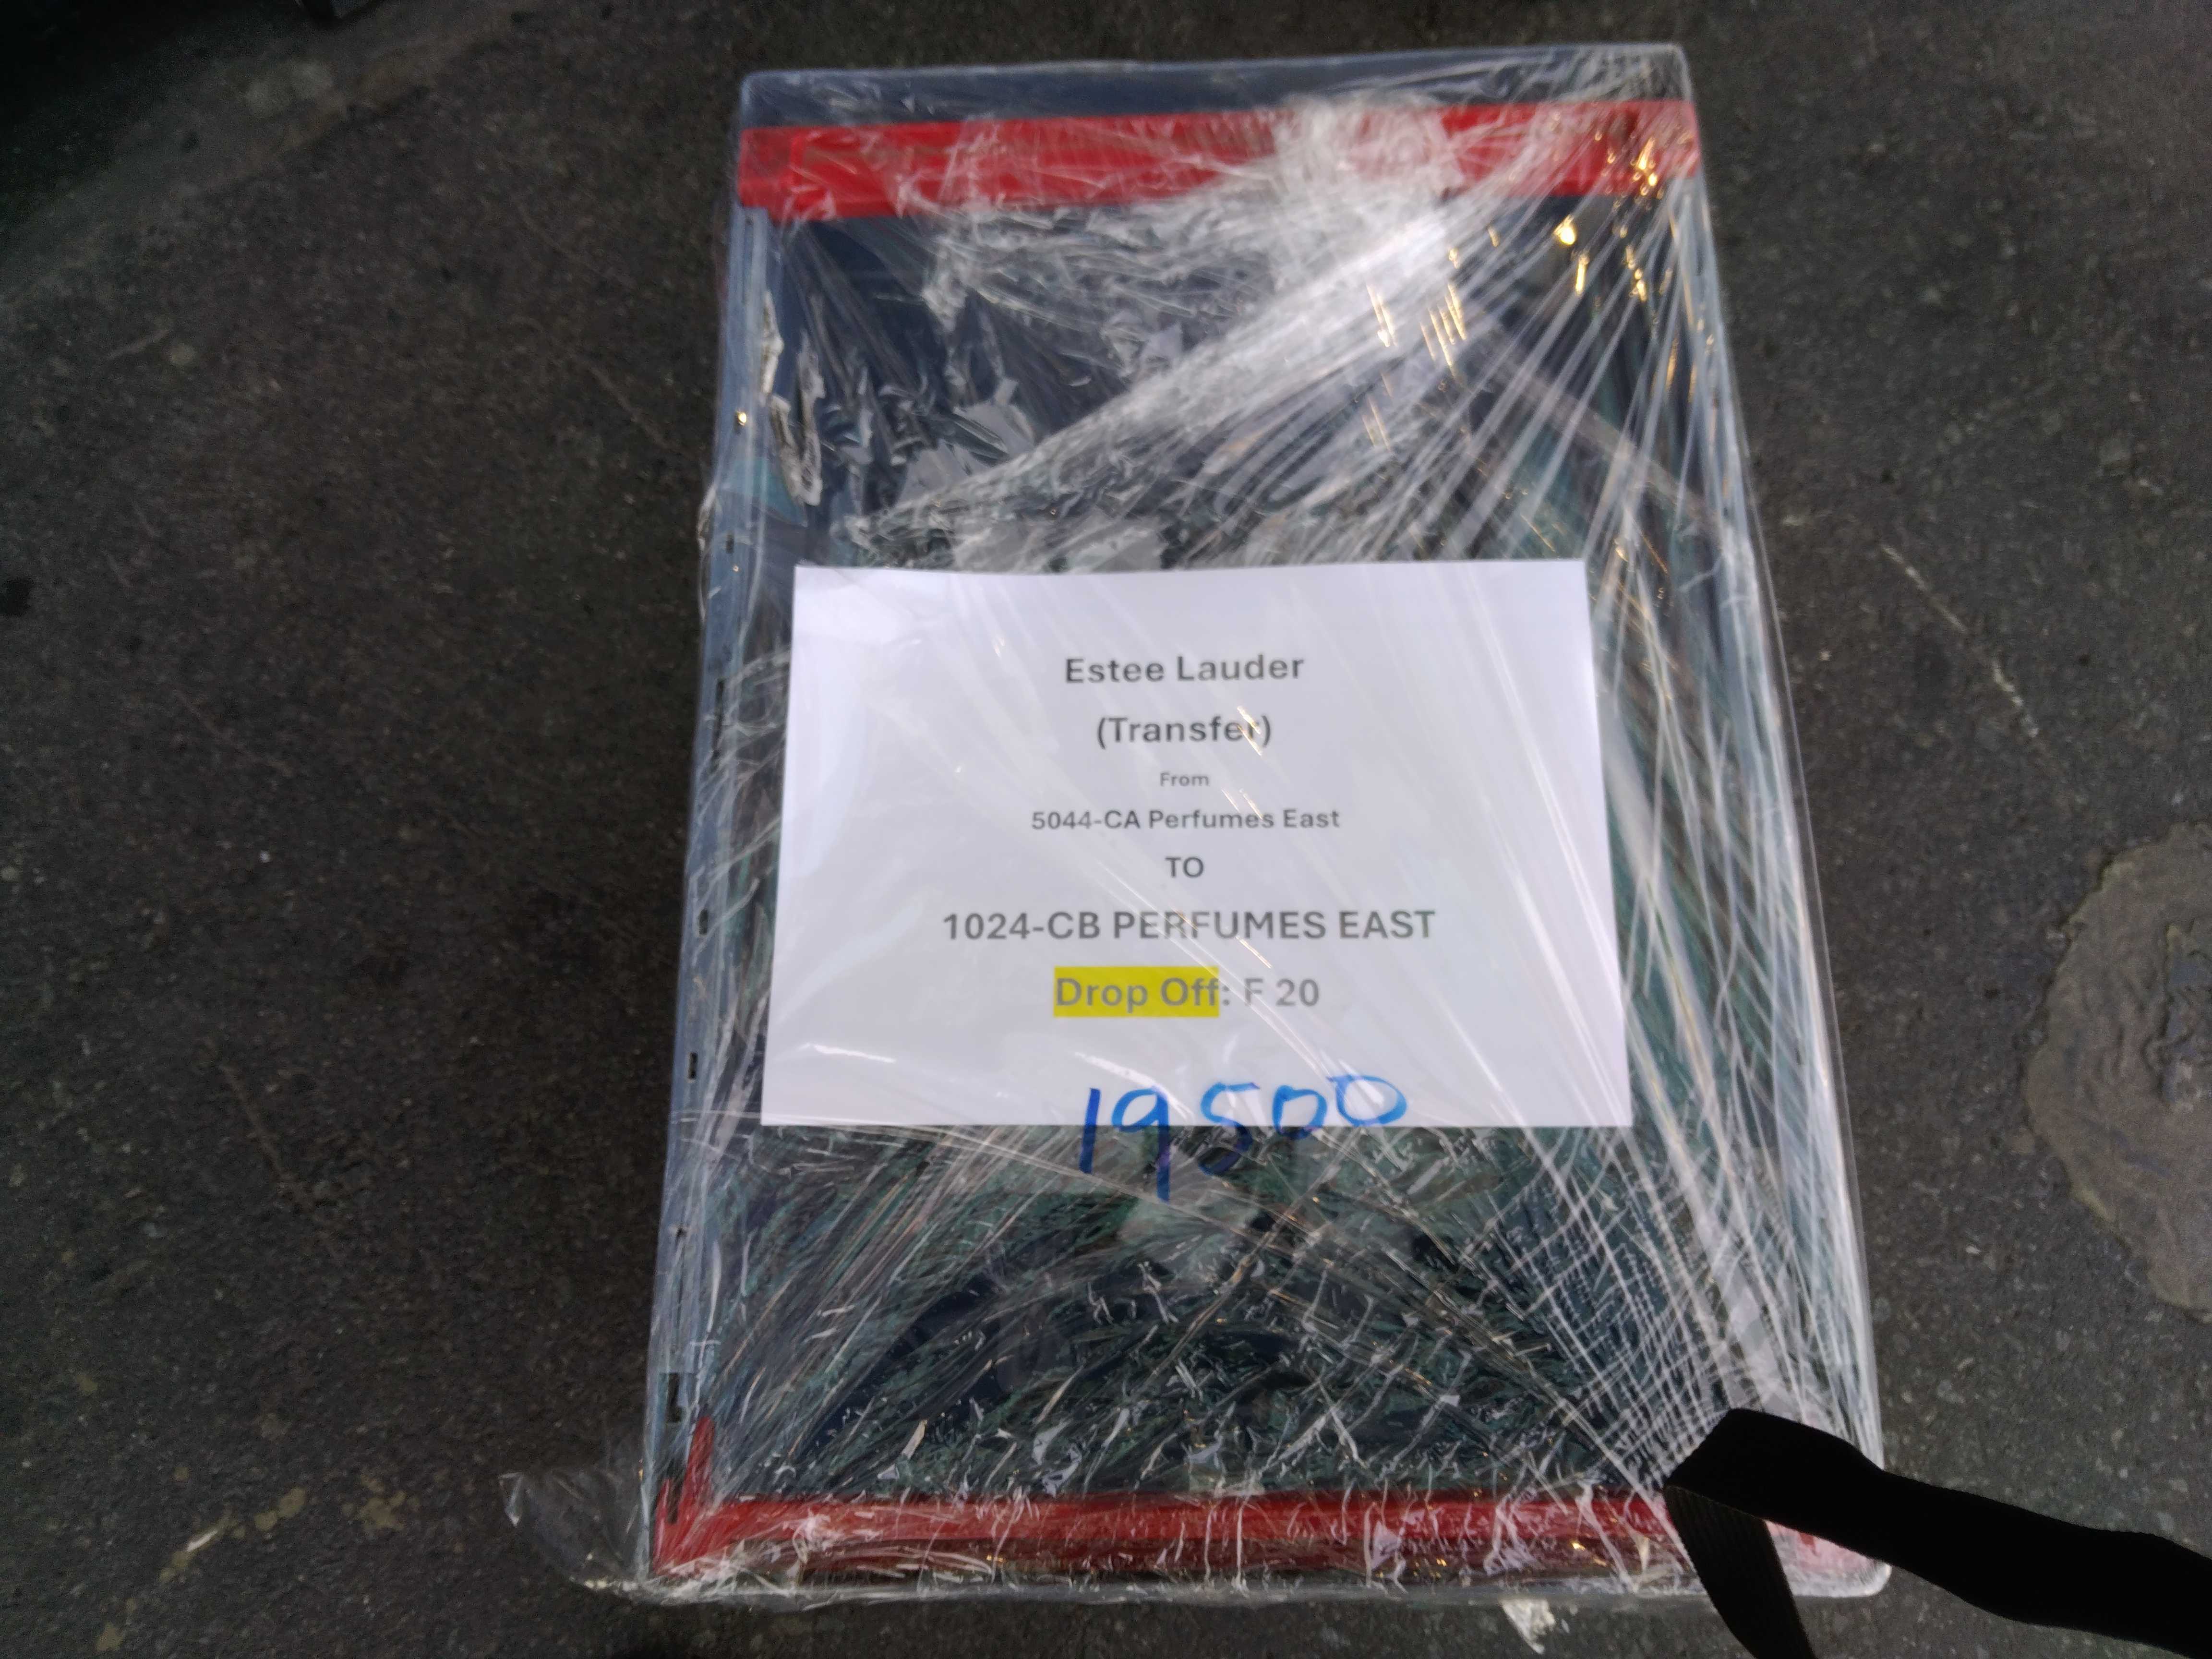 Estee Lauder
(Transfer)
From
5044-CA Perfumes East
TO
1024-CB PERFUMES EAST
Drop Off: F 20
19500